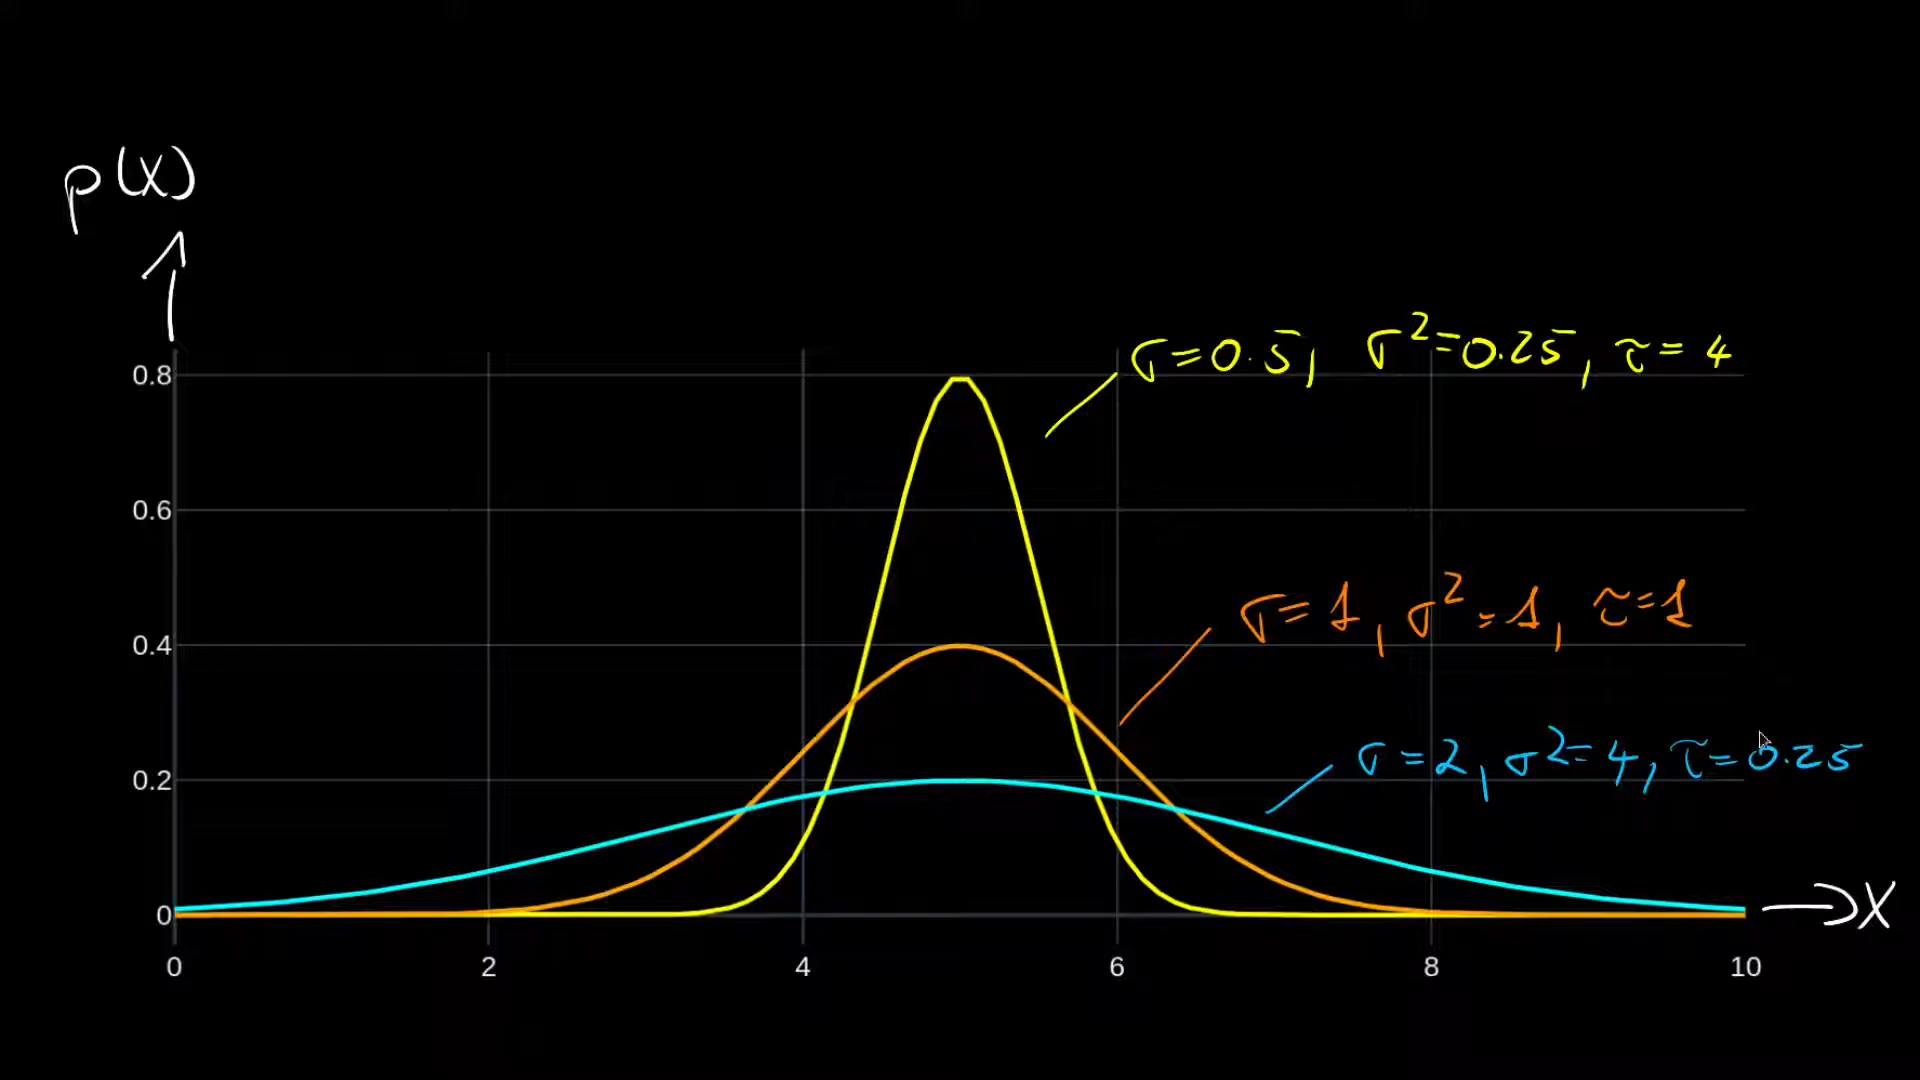 p(x)
σ=0.5, σ²=0.25, τ=4
0.8
0.6
σ=1, σ²=1, τ=1
0.4
σ=2, σ²=4, τ=0.25
0.2
0
x
0 2 4 6 8 10